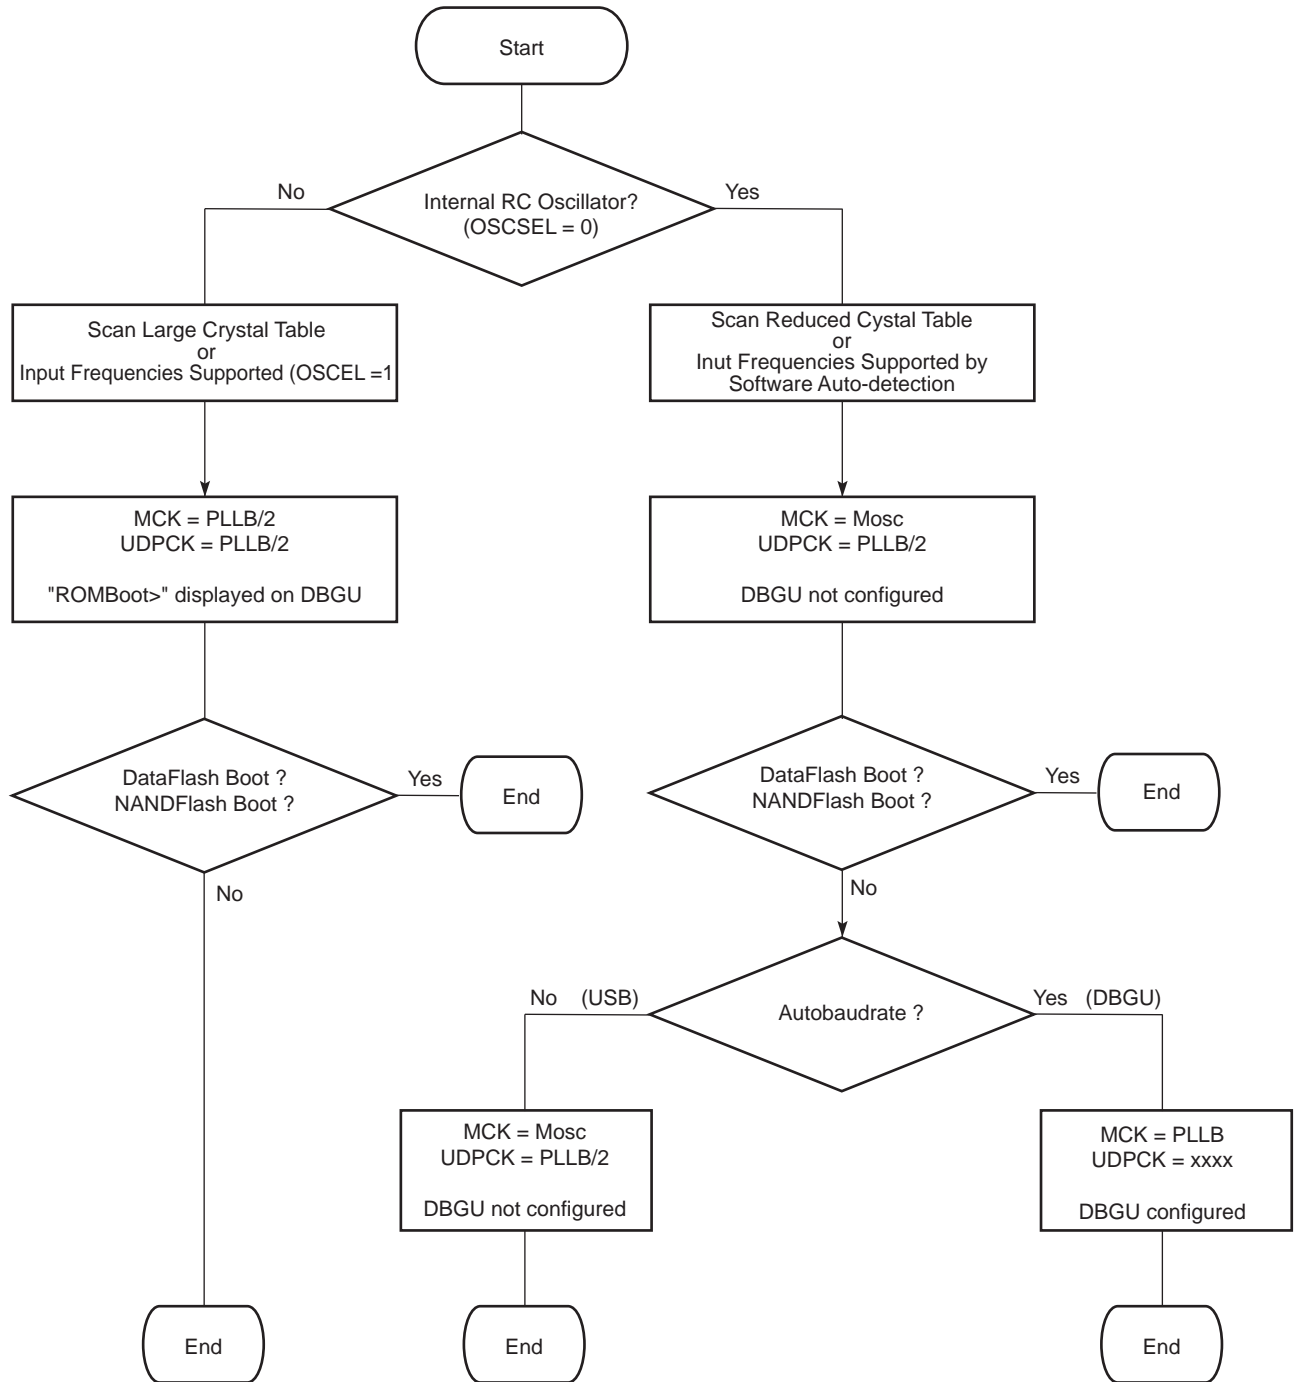 Start
No
Yes
Internal RC Oscillator?
(OSCSEL = 0)
Scan Large Crystal Table
or
Input Frequencies Supported (OSCEL =1
Scan Reduced Cystal Table
or
Inut Frequencies Supported by
Software Auto-detection
MCK = PLLB/2
UDPCK = PLLB/2
"ROMBoot>" displayed on DBGU
MCK = Mosc
UDPCK = PLLB/2
DBGU not configured
DataFlash Boot ?
NANDFlash Boot ?
Yes
End
No
DataFlash Boot ?
NANDFlash Boot ?
Yes
End
No
No (USB)
Autobaudrate ?
Yes (DBGU)
MCK = Mosc
UDPCK = PLLB/2
DBGU not configured
MCK = PLLB
UDPCK = xxxx
DBGU configured
End
End
End